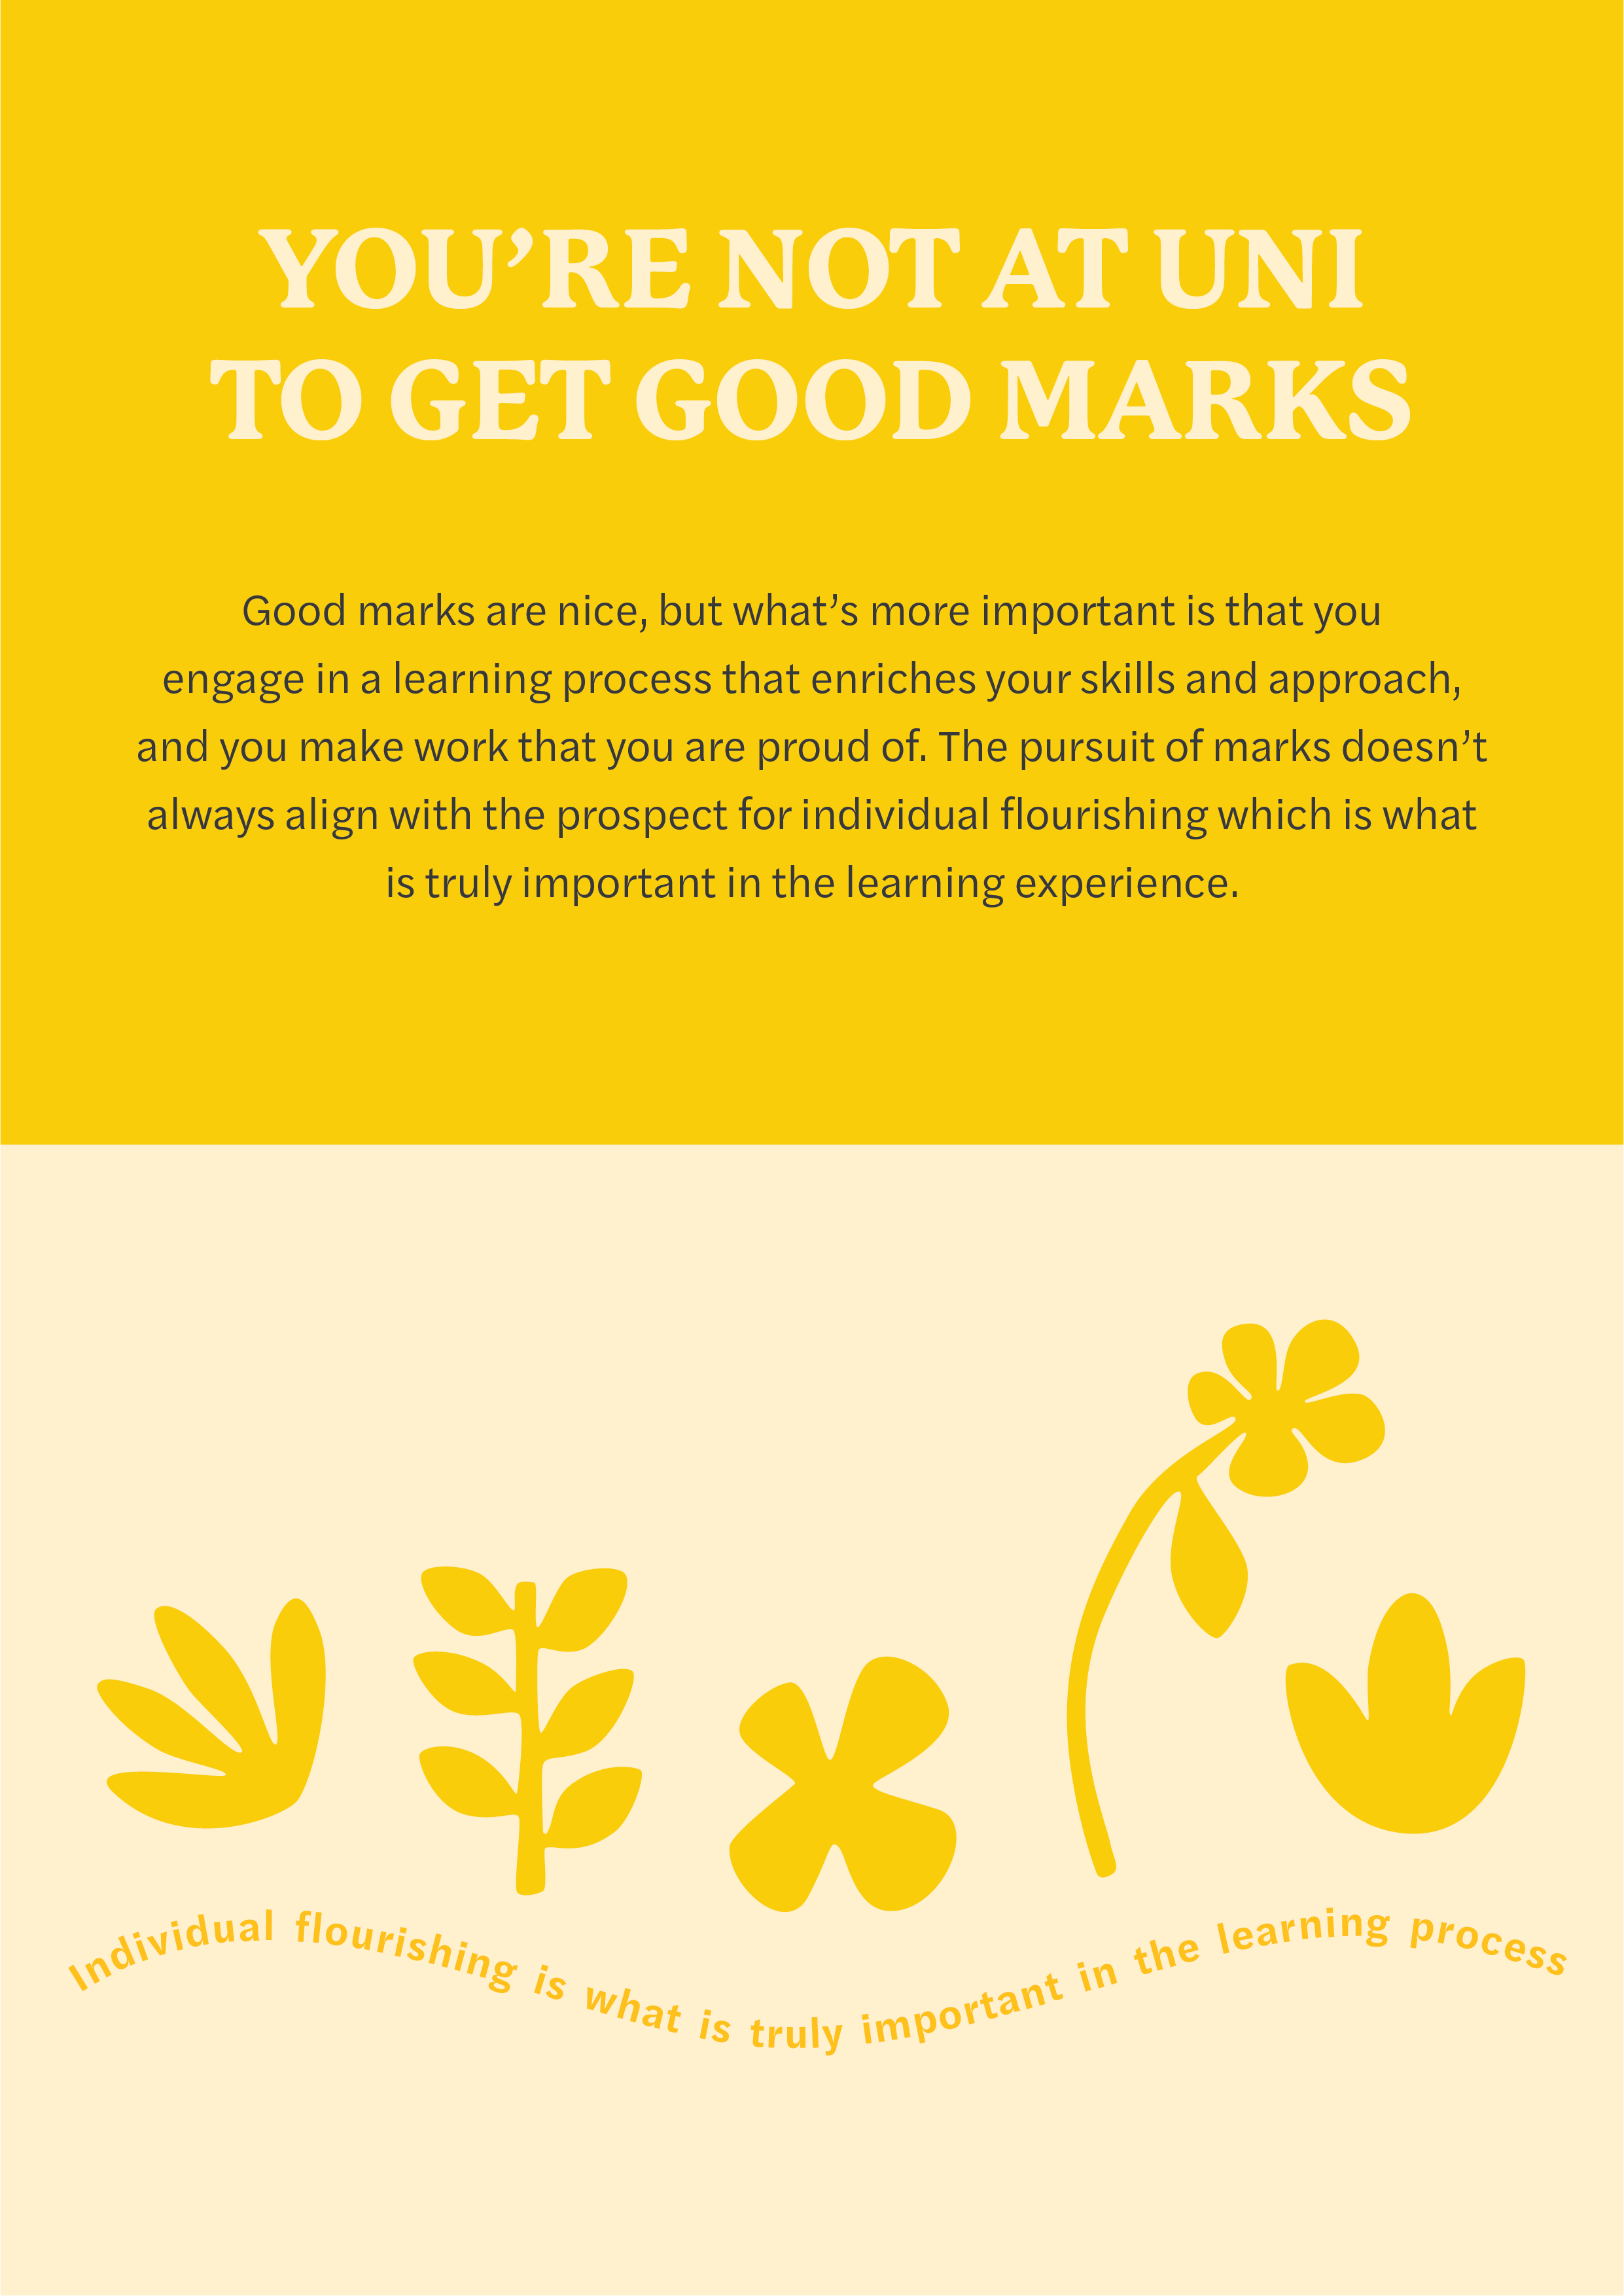 YOU’RE NOT AT UNI
TO GET GOOD MARKS
Good marks are nice, but what’s more important is that you
engage in a learning process that enriches your skills and approach,
and you make work that you are proud of. The pursuit of marks doesn’t
always align with the prospect for individual flourishing which is what
is truly important in the learning experience.
Individual flourishing is what is truly important in the learning process